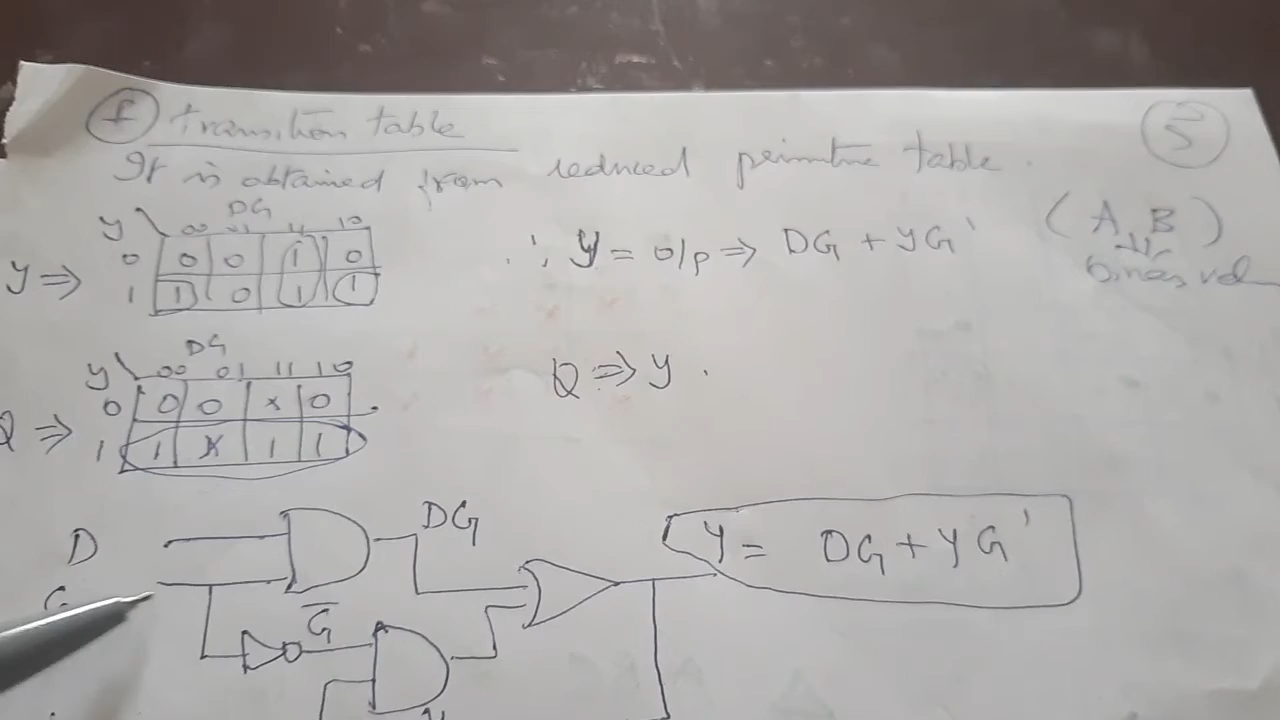 f transition table
5
It is obtained from reduced primitive table.
DG
y 00 01 11 10
0 0 0 1 0
1 1 0 1 1
y ⇒
∴ y = o/p ⇒ DG + yG'
(A, B)
DG
y 00 01 11 10
0 0 0 x 0
1 1 x 1 1
Q ⇒
Q ⇒ y.
D
DG
y = DG + yG'
G
G̅